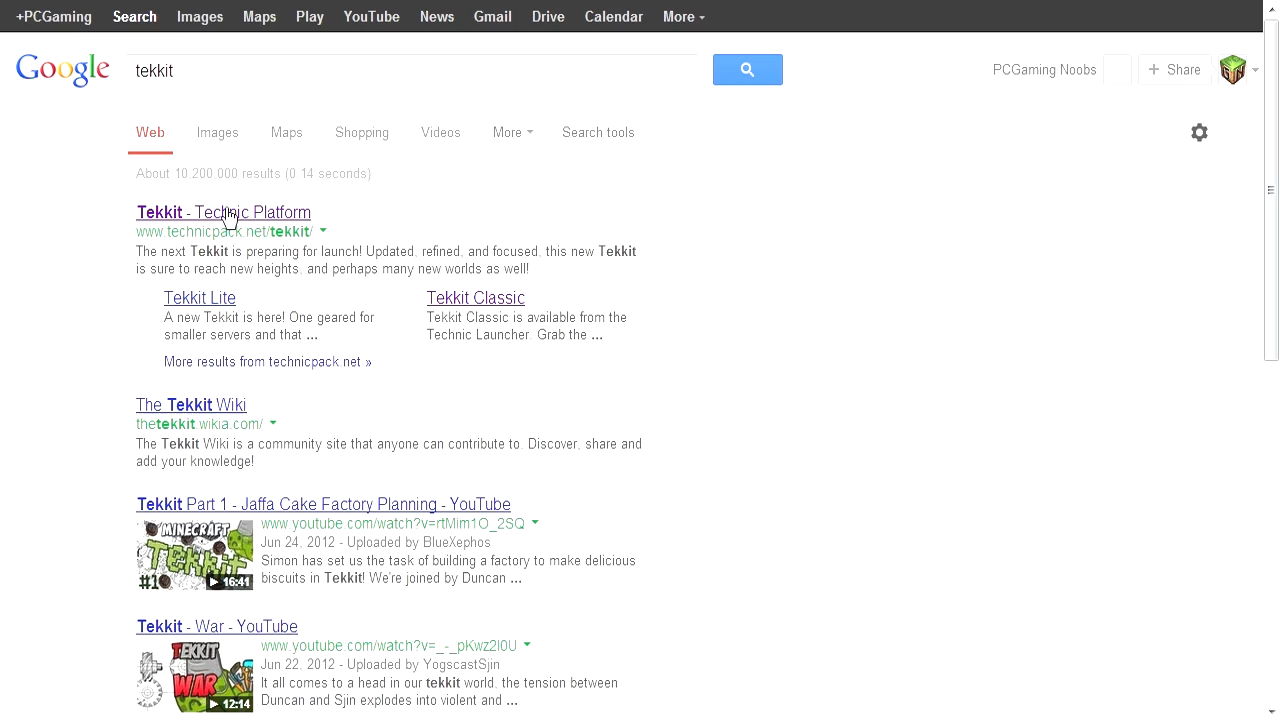 +PCGaming Search Images Maps Play YouTube News Gmail Drive Calendar More
Google tekkit PCGaming Noobs + Share
Web Images Maps Shopping Videos More Search tools
About 10.200.000 results (0 14 seconds)
Tekkit - Technic Platform
www.technicpack.net/tekkit/
The next Tekkit is preparing for launch! Updated, refined, and focused, this new Tekkit
is sure to reach new heights, and perhaps many new worlds as well!
Tekkit Lite
A new Tekkit is here! One geared for
smaller servers and that ...
Tekkit Classic
Tekkit Classic is available from the
Technic Launcher. Grab the ...
More results from technicpack.net »
The Tekkit Wiki
thetekkit.wikia.com/
The Tekkit Wiki is a community site that anyone can contribute to. Discover, share and
add your knowledge!
Tekkit Part 1 - Jaffa Cake Factory Planning - YouTube
www.youtube.com/watch?v=rtMim1O_2SQ
Jun 24, 2012 - Uploaded by BlueXephos
Simon has set us the task of building a factory to make delicious
biscuits in Tekkit! We're joined by Duncan ...
MINECRAFT
Tekkit
#1
16:41
Tekkit - War - YouTube
www.youtube.com/watch?v=_-_pKwz2I0U
Jun 22, 2012 - Uploaded by YogscastSjin
It all comes to a head in our tekkit world, the tension between
Duncan and Sjin explodes into violent and ...
TEKKIT
WAR
12:14